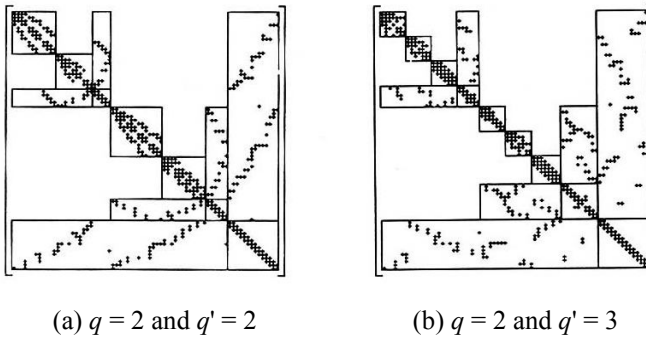 (a) q = 2 and q' = 2
(b) q = 2 and q' = 3